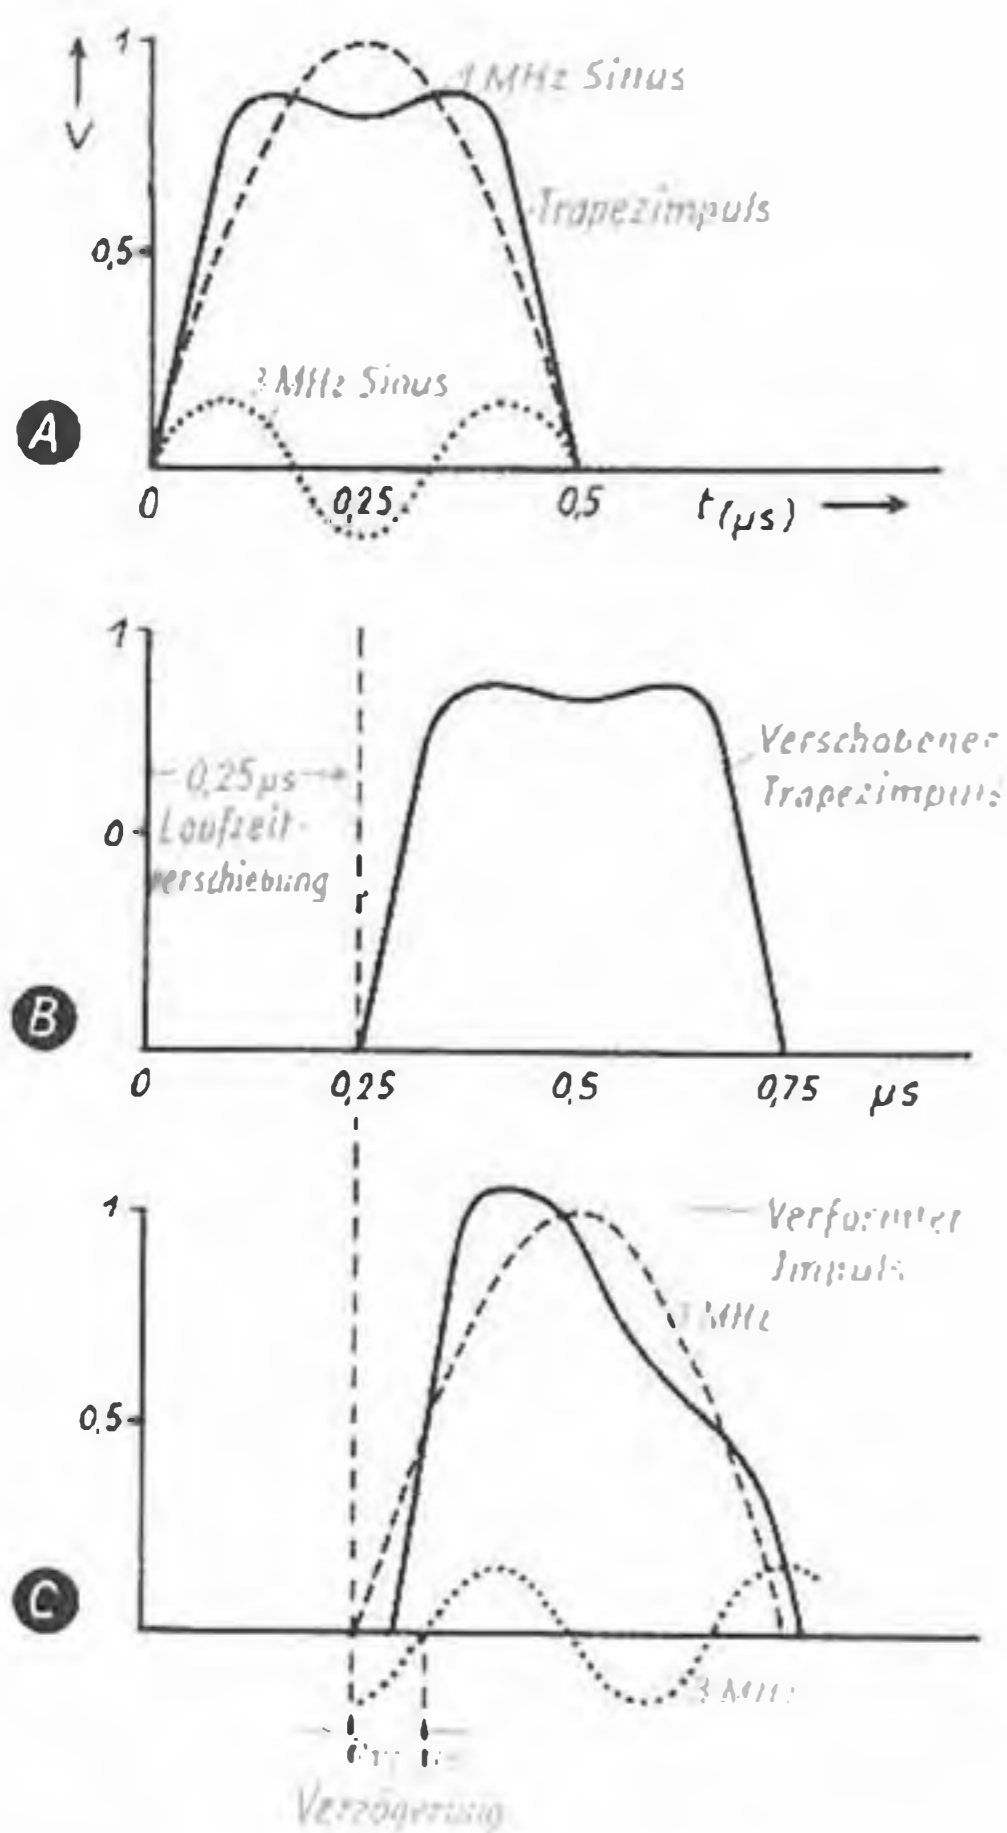 1
V
1 MHz Sinus
Trapezimpuls
0,5
3 MHz Sinus
A
0
0,25
0,5
t (µs)
1
Verschobener
Trapezimpuls
0,25 µs
Laufzeit-
verschiebung
0
B
0
0,25
0,5
0,75
µs
1
Verformter
Impuls
1 MHz
0,5
C
3 MHz
Verzögerung